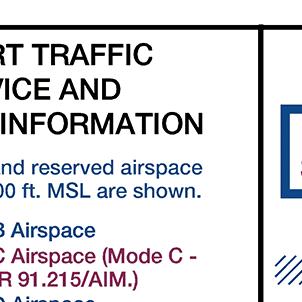 RT TRAFFIC
VICE AND
INFORMATION
nd reserved airspace
00 ft. MSL are shown.
B Airspace
C Airspace (Mode C -
R 91.215/AIM.)
Airspace